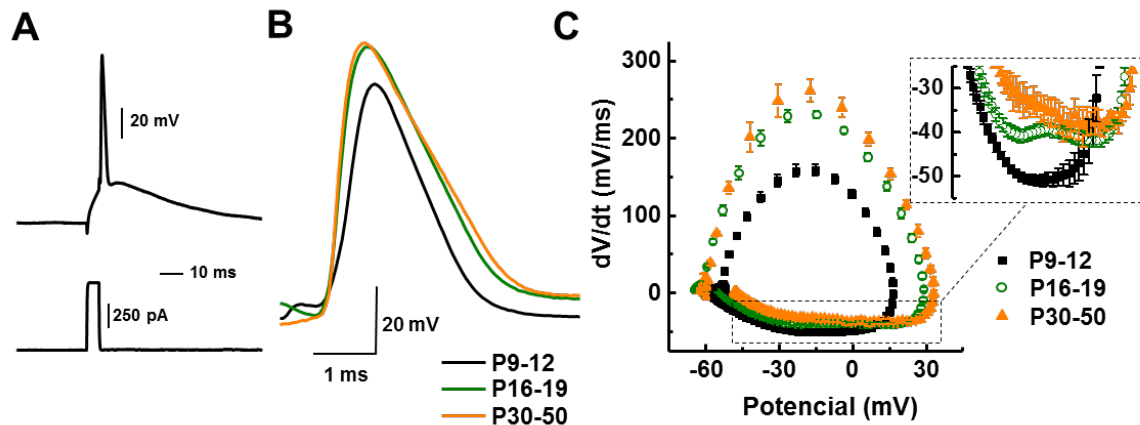 A
20 mV
10 ms
250 pA
B
20 mV
1 ms
P9-12
P16-19
P30-50
C
dV/dt (mV/ms)
300
200
100
0
-60
-30
0
30
Potencial (mV)
-30
-40
-50
P9-12
P16-19
P30-50